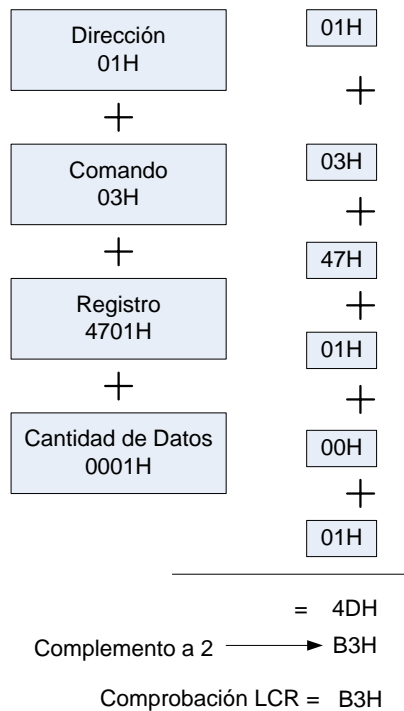 Dirección
01H
+
Comando
03H
+
Registro
4701H
+
Cantidad de Datos
0001H
01H
+
03H
+
47H
+
01H
+
00H
+
01H
= 4DH
Complemento a 2 B3H
Comprobación LCR = B3H